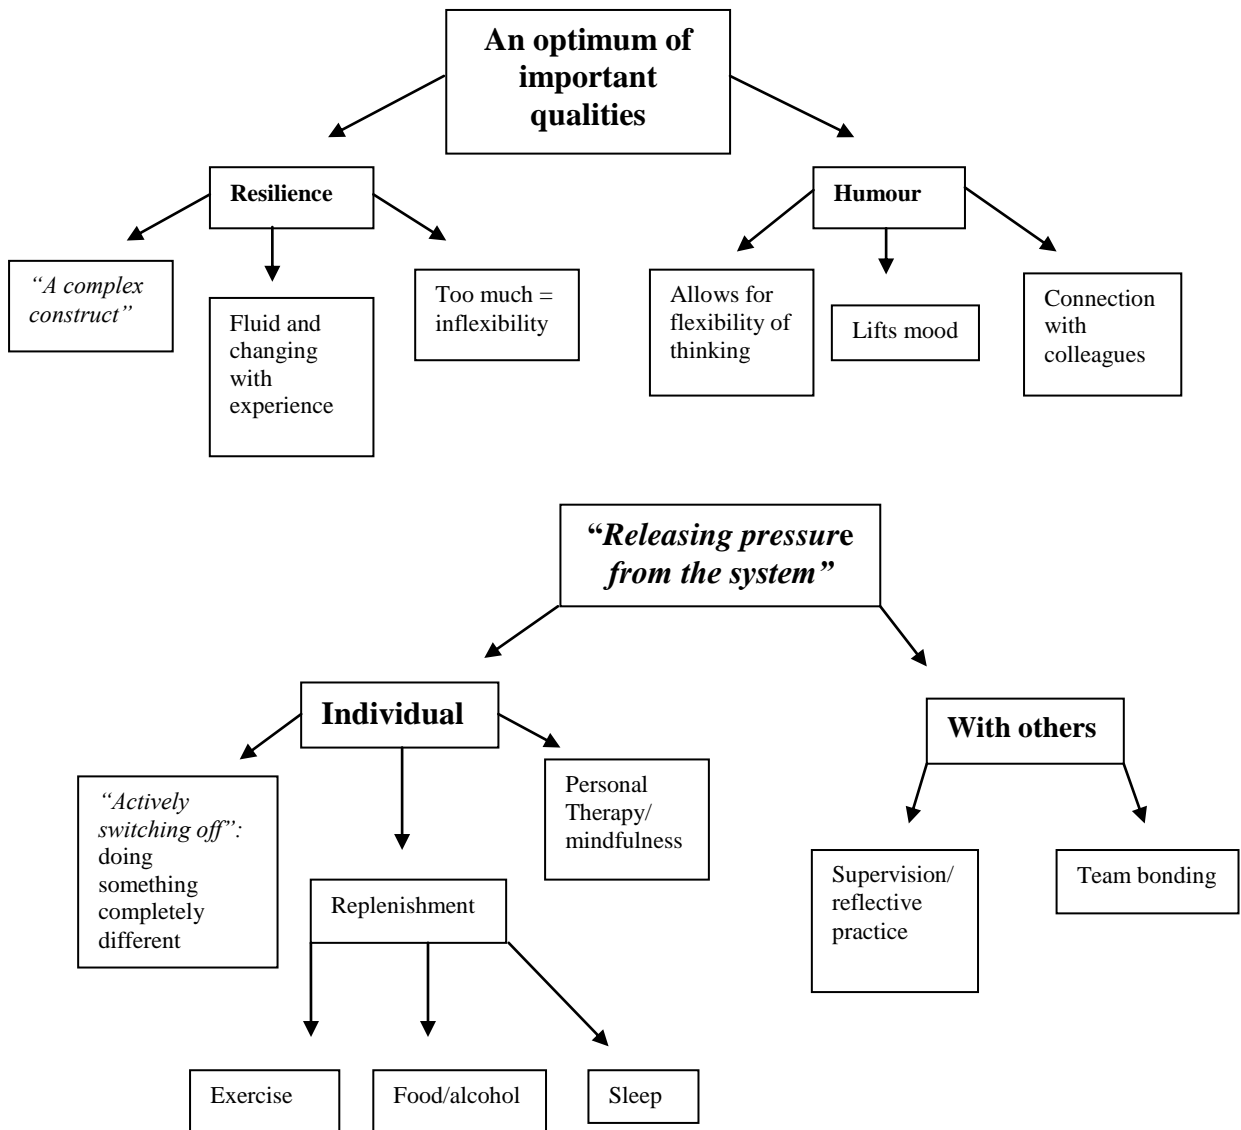 An optimum of
important
qualities
Resilience
Humour
“A complex
construct”
Fluid and
changing
with
experience
Too much =
inflexibility
Allows for
flexibility of
thinking
Lifts mood
Connection
with
colleagues
“Releasing pressure
from the system”
Individual
With others
“Actively
switching off”:
doing
something
completely
different
Personal
Therapy/
mindfulness
Replenishment
Supervision/
reflective
practice
Team bonding
Exercise
Food/alcohol
Sleep